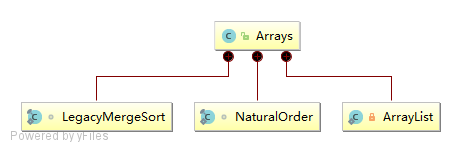 Arrays
LegacyMergeSort
NaturalOrder
ArrayList
Powered by yFiles